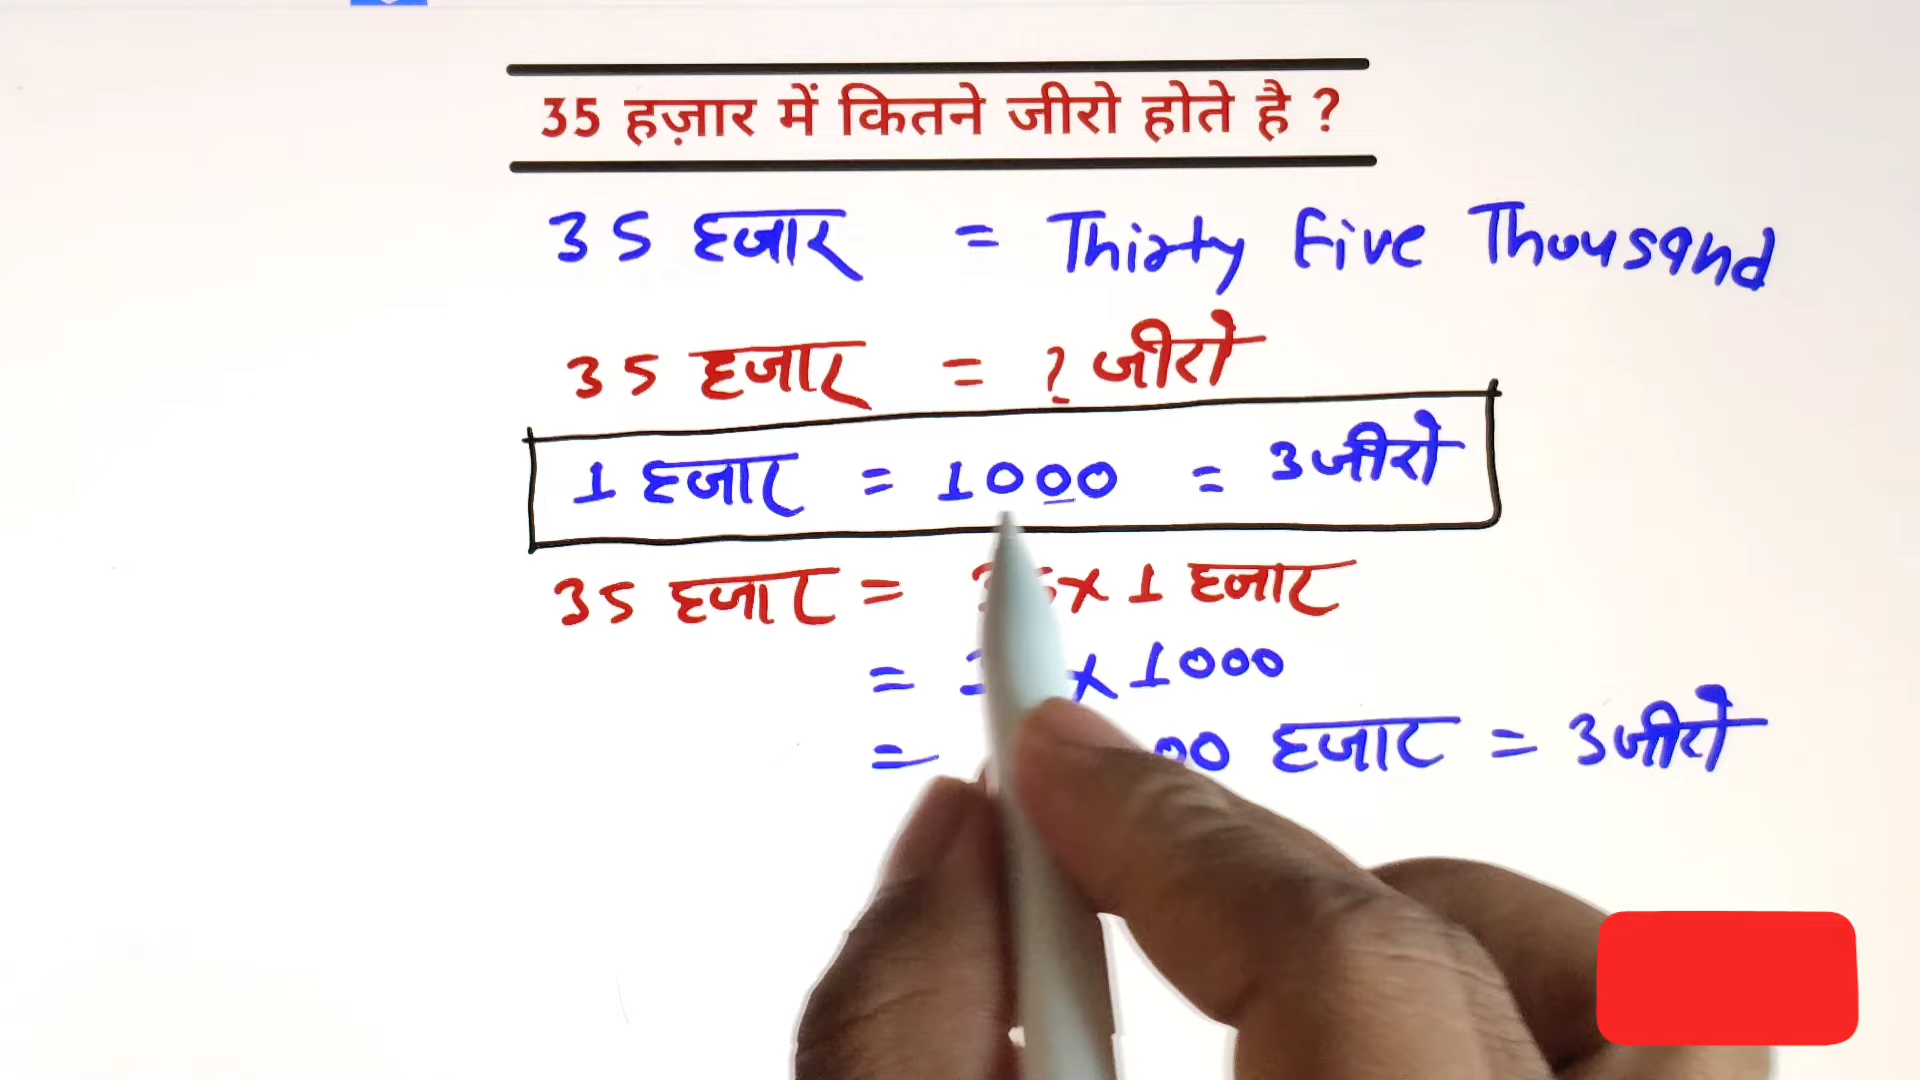 35 हज़ार में कितने जीरो होते है ?
35 हजार = Thirty Five Thousand
35 हजार = ? जीरो
1 हजार = 1000 = 3 जीरो
35 हजार = × 1 हजार
= × 1000
= 00 हजार = 3 जीरो